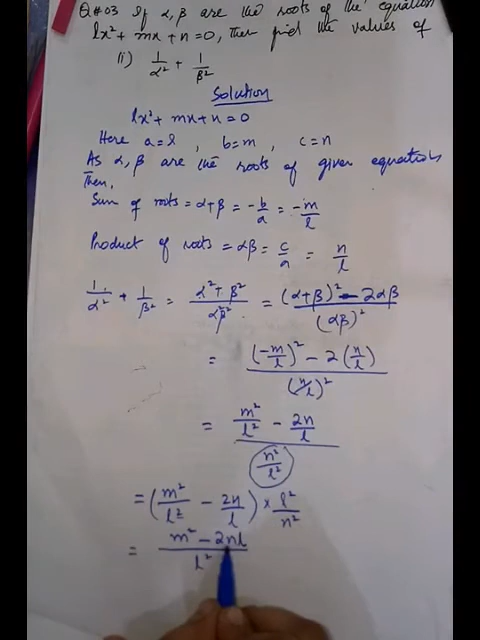 Q#03 If α, β are the roots of the equation
lx² + mx + n = 0, then find the values of
(i) 1/α² + 1/β²
Solution
lx² + mx + n = 0
Here a = l , b = m , c = n
As α, β are the roots of given equation
Then,
Sum of roots = α+β = -b/a = -m/l
Product of roots = αβ = c/a = n/l
1/α² + 1/β² = (α² + β²)/(α²β²) = ((α+β)² - 2αβ)/(αβ)²
= ((-m/l)² - 2(n/l))/(n/l)²
= (m²/l² - 2n/l)/(n²/l²)
= (m²/l² - 2n/l) × l²/n²
= (m² - 2nl)/l²